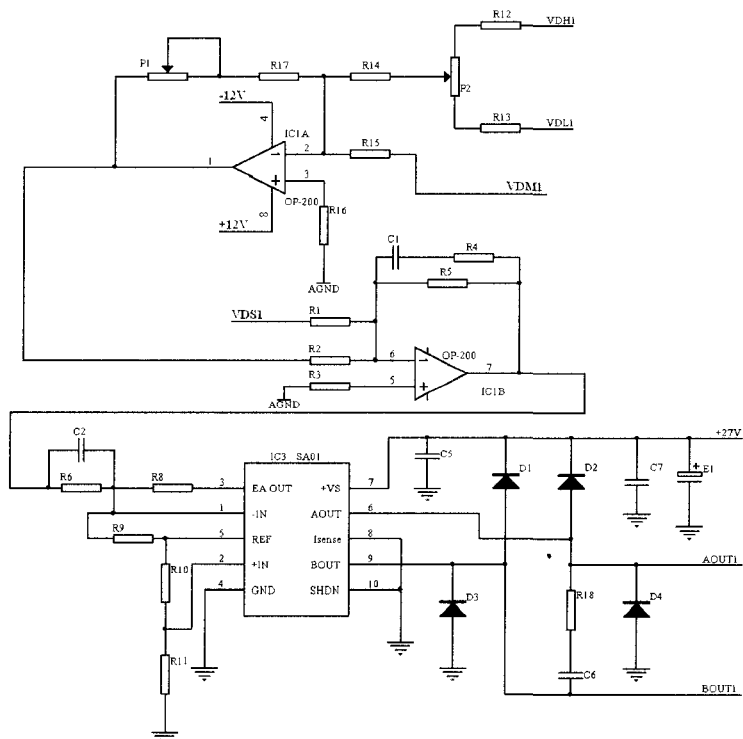 R12
VDH1
P1
R17
R14
P2
-12V
4
IC1A
R13
VDL1
1
2
R15
3
VDM1
OP-200
8
+12V
R16
AGND
C1
R4
R5
VDS1
R1
R2
6
OP-200
7
R3
5
IC1B
AGND
+27V
C2
IC3 SA01
C5
D1
D2
C7
E1
R6
R8
3
EA OUT
+VS
7
1
-IN
AOUT
6
R9
5
REF
Isense
8
AOUT1
2
+IN
BOUT
9
R10
4
GND
SHDN
10
D3
R18
D4
R11
C6
BOUT1